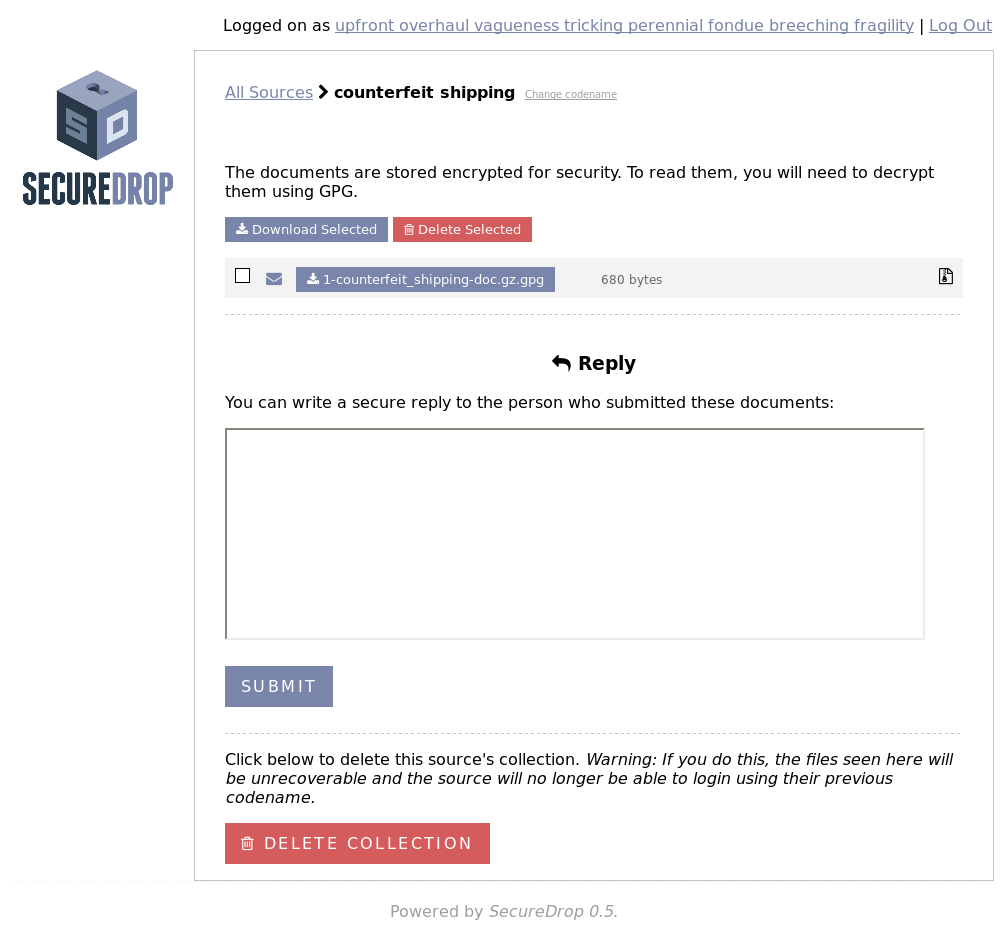 Logged on as upfront overhaul vagueness tricking perennial fondue breeching fragility | Log Out
SD
SECUREDROP
All Sources counterfeit shipping Change codename
The documents are stored encrypted for security. To read them, you will need to decrypt
them using GPG.
Download Selected Delete Selected
1-counterfeit_shipping-doc.gz.gpg 680 bytes
Reply
You can write a secure reply to the person who submitted these documents:
SUBMIT
Click below to delete this source's collection. Warning: If you do this, the files seen here will
be unrecoverable and the source will no longer be able to login using their previous
codename.
DELETE COLLECTION
Powered by SecureDrop 0.5.